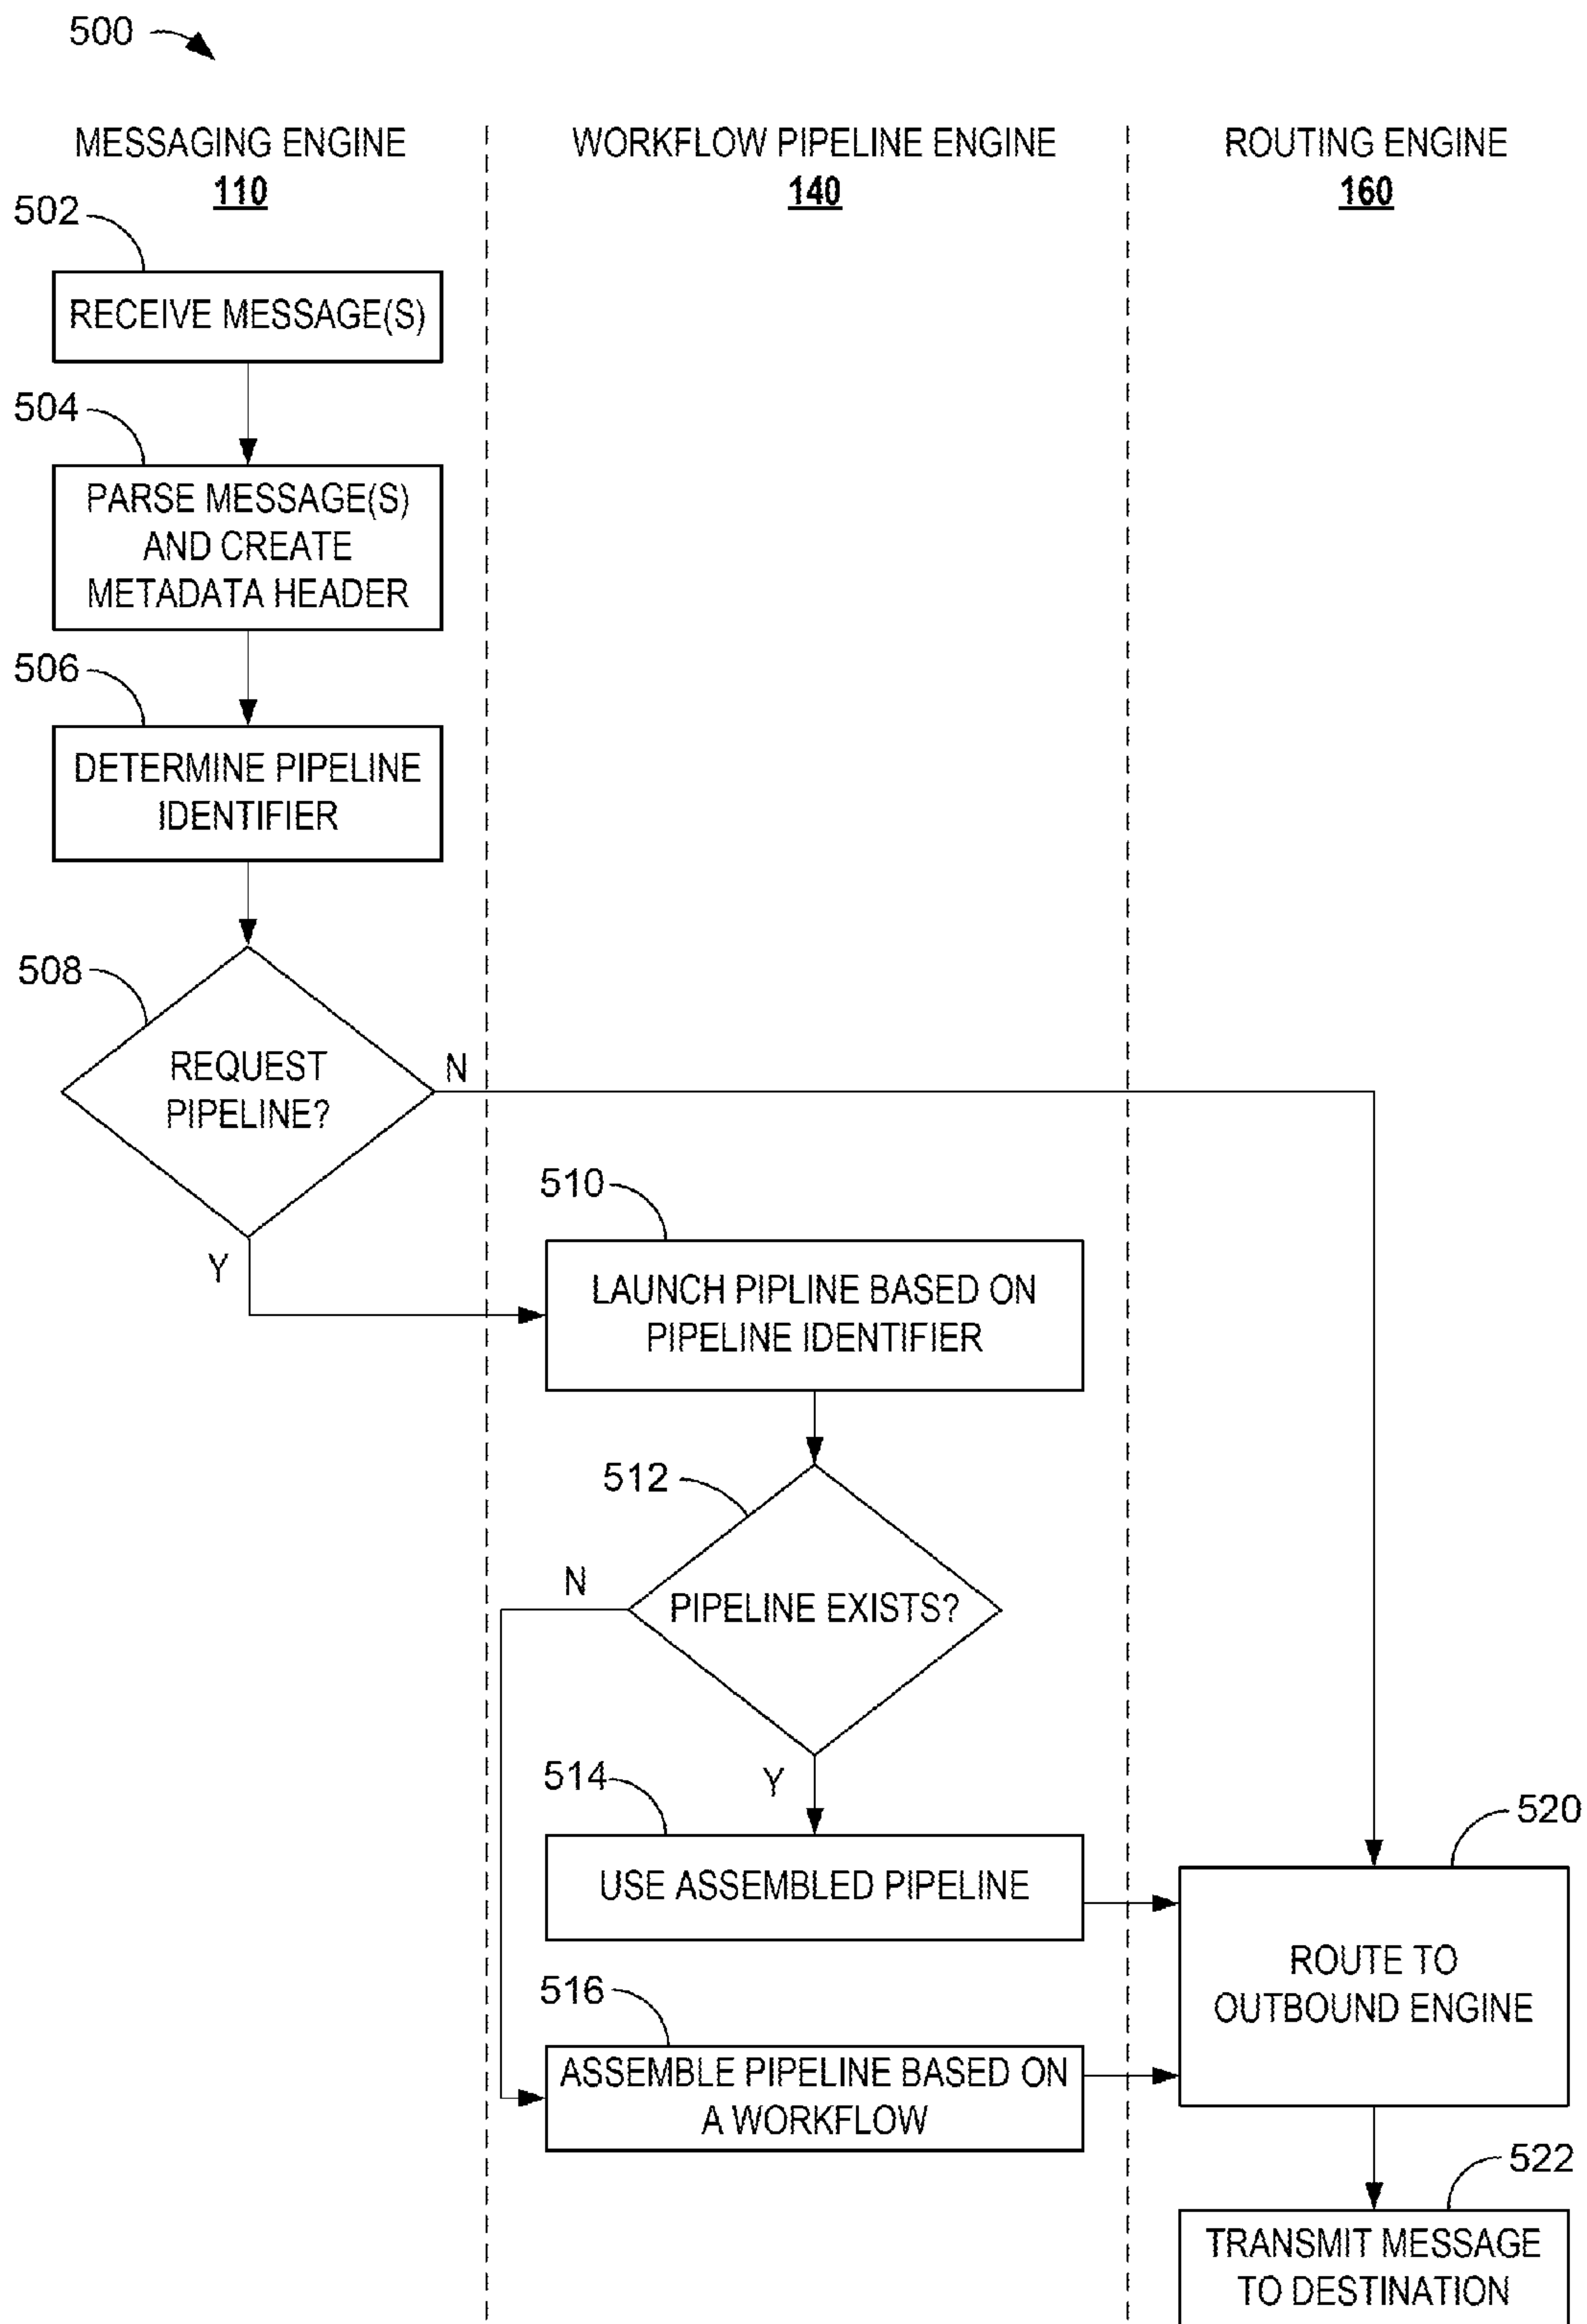 500
MESSAGING ENGINE
110
WORKFLOW PIPELINE ENGINE
140
ROUTING ENGINE
160
502
RECEIVE MESSAGE(S)
504
PARSE MESSAGE(S)
AND CREATE
METADATA HEADER
506
DETERMINE PIPELINE
IDENTIFIER
508
REQUEST
PIPELINE?
N
Y
510
LAUNCH PIPLINE BASED ON
PIPELINE IDENTIFIER
512
PIPELINE EXISTS?
N
Y
514
USE ASSEMBLED PIPELINE
516
ASSEMBLE PIPELINE BASED ON
A WORKFLOW
520
ROUTE TO
OUTBOUND ENGINE
522
TRANSMIT MESSAGE
TO DESTINATION